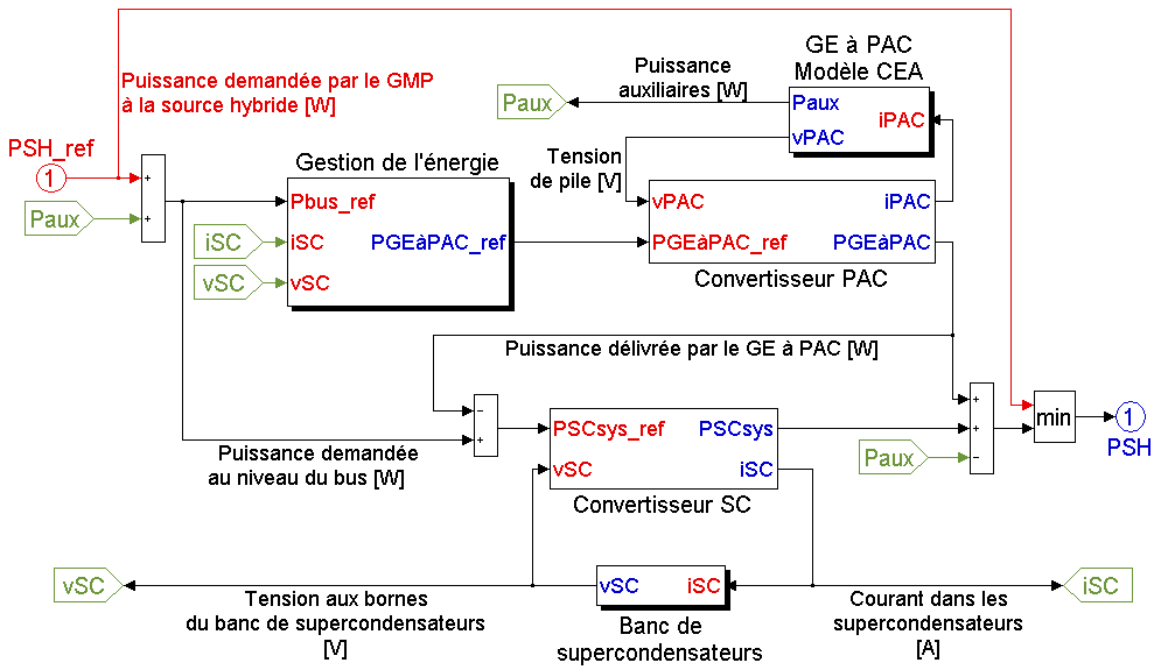 GE à PAC
Modèle CEA
Puissance
auxiliaires [W]
Puissance demandée par le GMP
à la source hybride [W]
Paux
Paux
vPAC
iPAC
PSH_ref
1
+
+
Paux
Gestion de l'énergie
Pbus_ref
iSC
iSC
vSC
vSC
PGEàPAC_ref
Tension
de pile [V]
vPAC
iPAC
PGEàPAC_ref
PGEàPAC
Convertisseur PAC
Puissance délivrée par le GE à PAC [W]
−
+
Puissance demandée
au niveau du bus [W]
PSCsys_ref
PSCsys
vSC
iSC
Convertisseur SC
+
+
−
Paux
min
1
PSH
vSC
Tension aux bornes
du banc de supercondensateurs
[V]
vSC
iSC
Banc de
supercondensateurs
Courant dans les
supercondensateurs
[A]
iSC